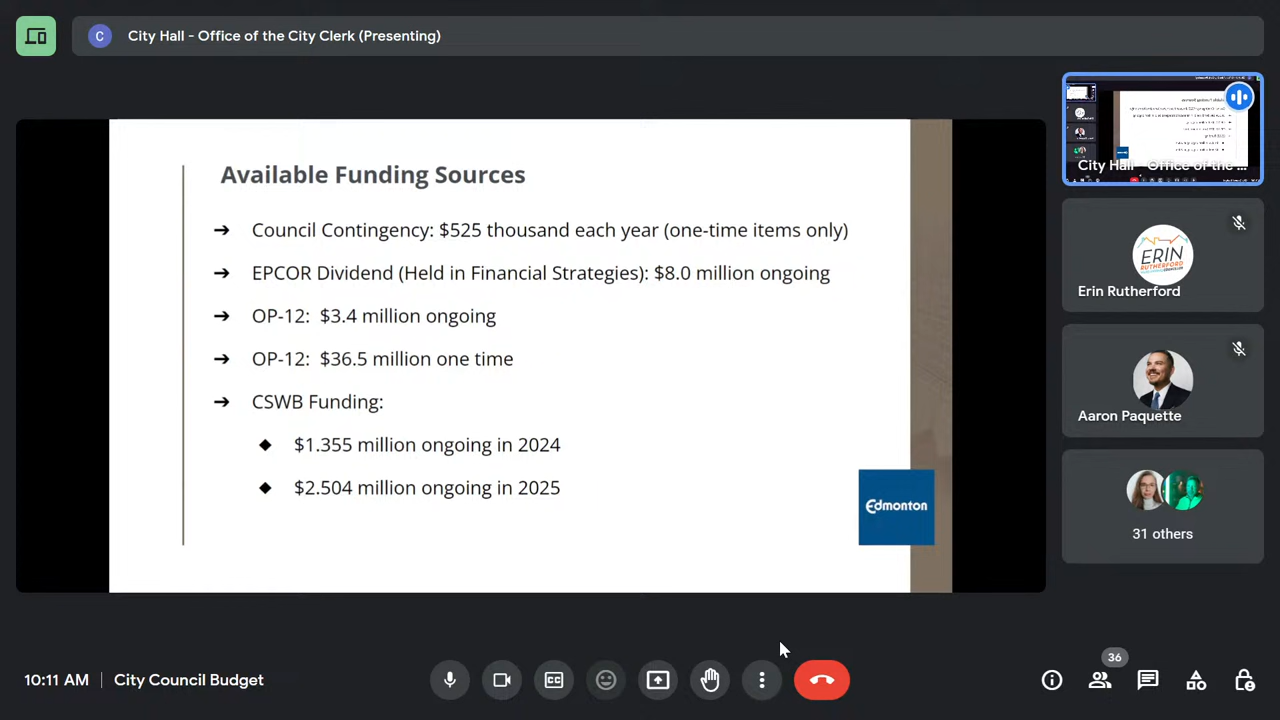 C
City Hall - Office of the City Clerk (Presenting)
Available Funding Sources
➔ Council Contingency: $525 thousand each year (one-time items only)
➔ EPCOR Dividend (Held in Financial Strategies): $8.0 million ongoing
➔ OP-12: $3.4 million ongoing
➔ OP-12: $36.5 million one time
➔ CSWB Funding:
◆ $1.355 million ongoing in 2024
◆ $2.504 million ongoing in 2025
Edmonton
City Hall - Office of the ...
ERIN
RUTHERFORD
Erin Rutherford
Aaron Paquette
31 others
10:11 AM | City Council Budget
CC
36